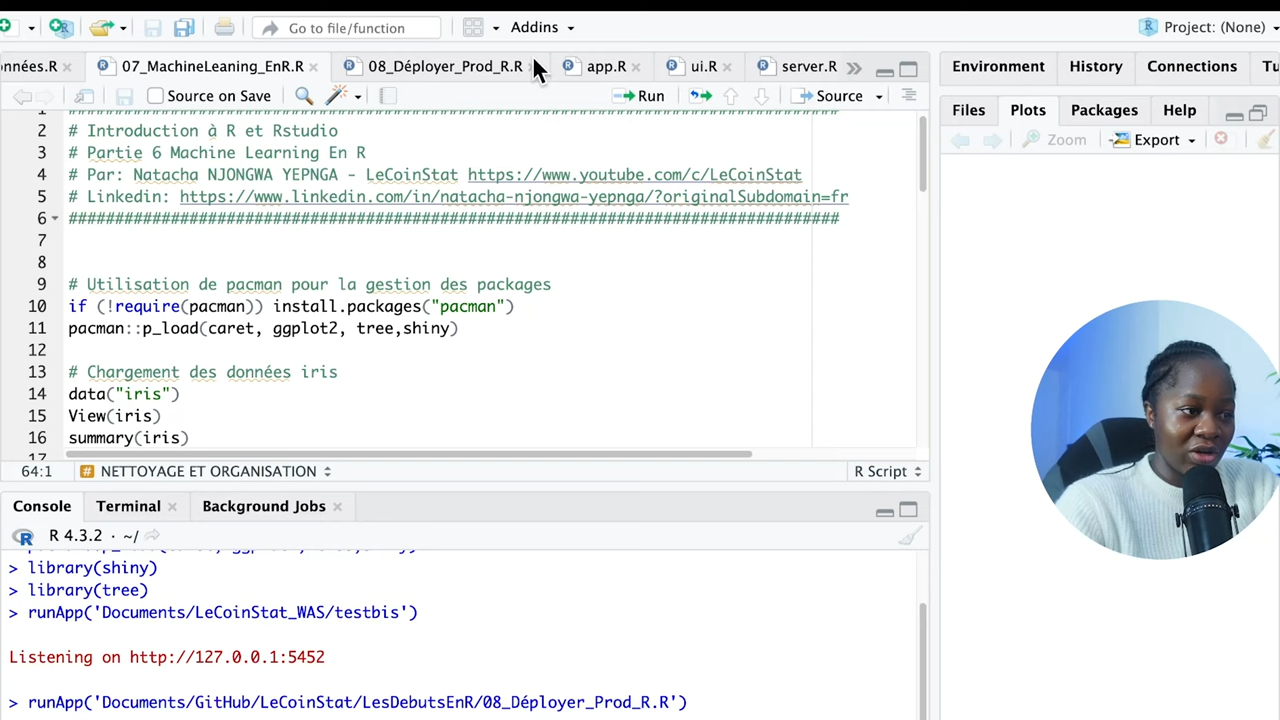 Go to file/function
Addins
Project: (None)
onnées.R
07_MachineLeaning_EnR.R
08_Déployer_Prod_R.R
app.R
ui.R
server.R
Source on Save
Run
Source
2 # Introduction à R et Rstudio
3 # Partie 6 Machine Learning En R
4 # Par: Natacha NJONGWA YEPNGA - LeCoinStat https://www.youtube.com/c/LeCoinStat
5 # Linkedin: https://www.linkedin.com/in/natacha-njongwa-yepnga/?originalSubdomain=fr
6 ####################################################################################
7
8
9 # Utilisation de pacman pour la gestion des packages
10 if (!require(pacman)) install.packages("pacman")
11 pacman::p_load(caret, ggplot2, tree,shiny)
12
13 # Chargement des données iris
14 data("iris")
15 View(iris)
16 summary(iris)
64:1
# NETTOYAGE ET ORGANISATION
R Script
Console
Terminal
Background Jobs
R 4.3.2 · ~/
> library(shiny)
> library(tree)
> runApp('Documents/LeCoinStat_WAS/testbis')
Listening on http://127.0.0.1:5452
> runApp('Documents/GitHub/LeCoinStat/LesDebutsEnR/08_Déployer_Prod_R.R')
Environment
History
Connections
Tu
Files
Plots
Packages
Help
Zoom
Export